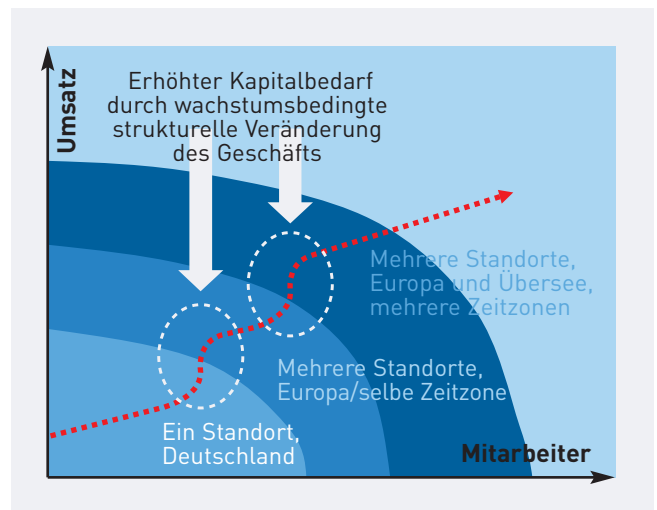 Umsatz
Erhöhter Kapitalbedarf
durch wachstumsbedingte
strukturelle Veränderung
des Geschäfts
Mehrere Standorte,
Europa und Übersee,
mehrere Zeitzonen
Mehrere Standorte,
Europa/selbe Zeitzone
Ein Standort,
Deutschland
Mitarbeiter